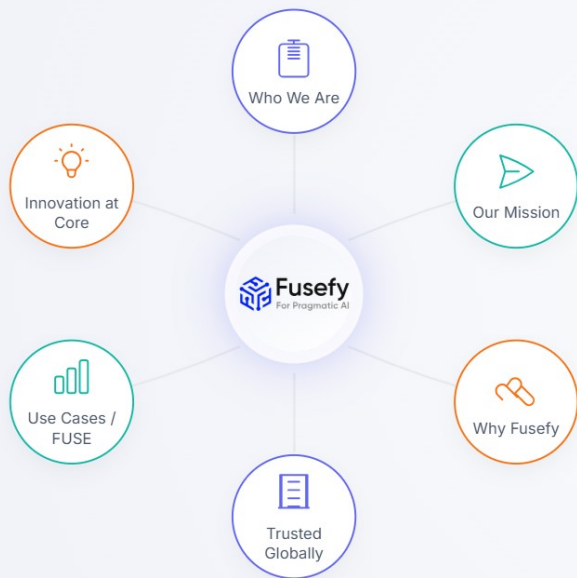 Who We Are
Innovation at
Core
Our Mission
Fusefy
For Pragmatic AI
Use Cases /
FUSE
Why Fusefy
Trusted
Globally